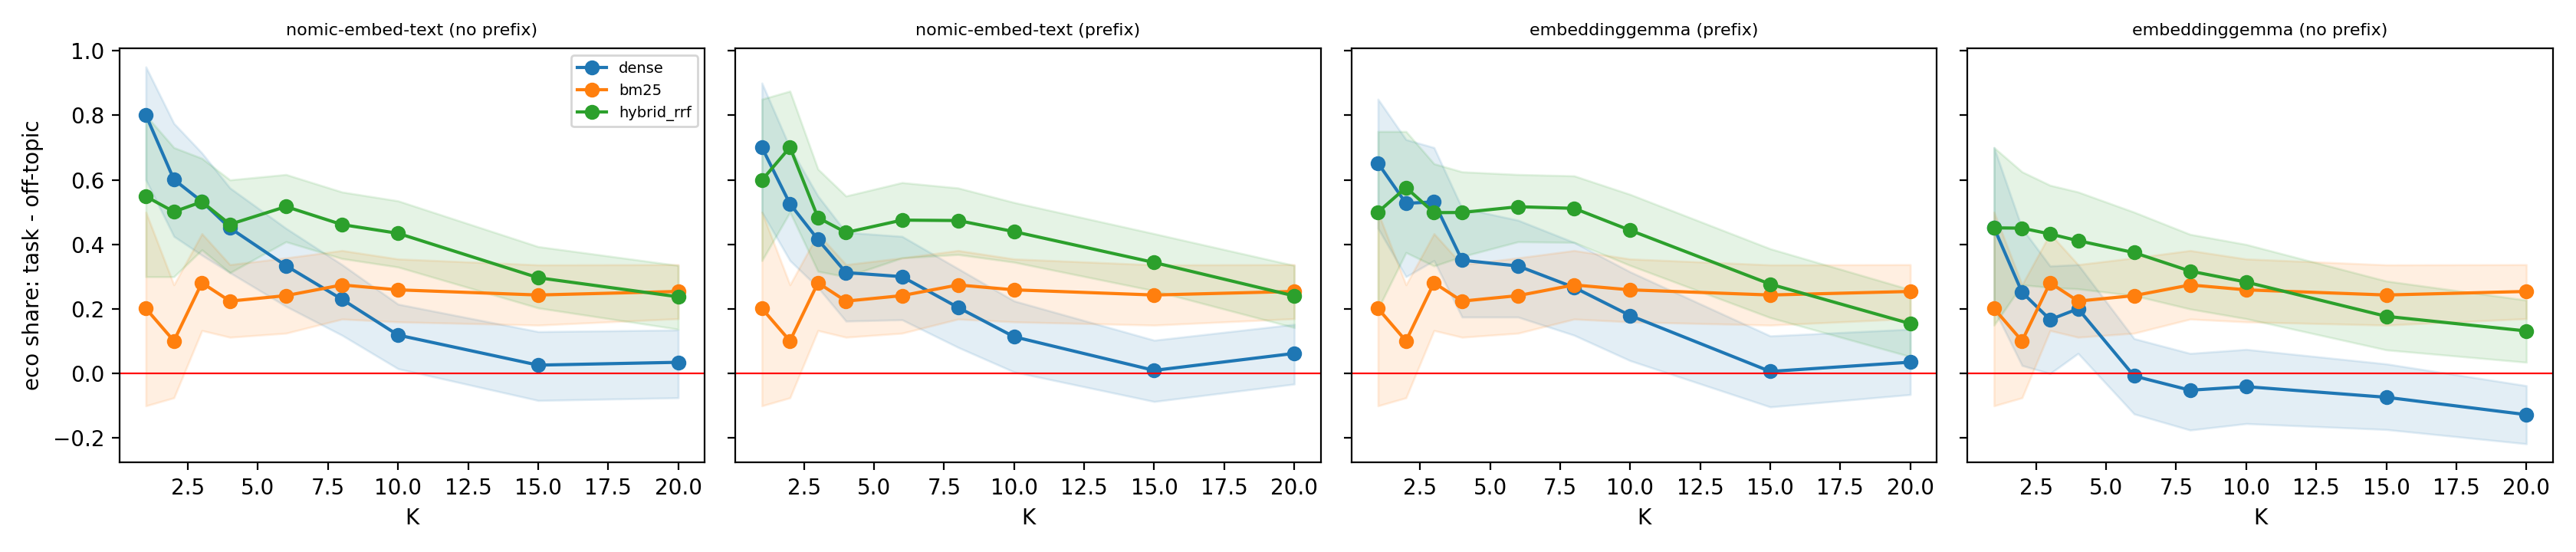 nomic-embed-text (no prefix)
nomic-embed-text (prefix)
embeddinggemma (prefix)
embeddinggemma (no prefix)
eco share: task - off-topic
1.0
0.8
0.6
0.4
0.2
0.0
−0.2
dense
bm25
hybrid_rrf
2.5 5.0 7.5 10.0 12.5 15.0 17.5 20.0
2.5 5.0 7.5 10.0 12.5 15.0 17.5 20.0
2.5 5.0 7.5 10.0 12.5 15.0 17.5 20.0
2.5 5.0 7.5 10.0 12.5 15.0 17.5 20.0
K
K
K
K